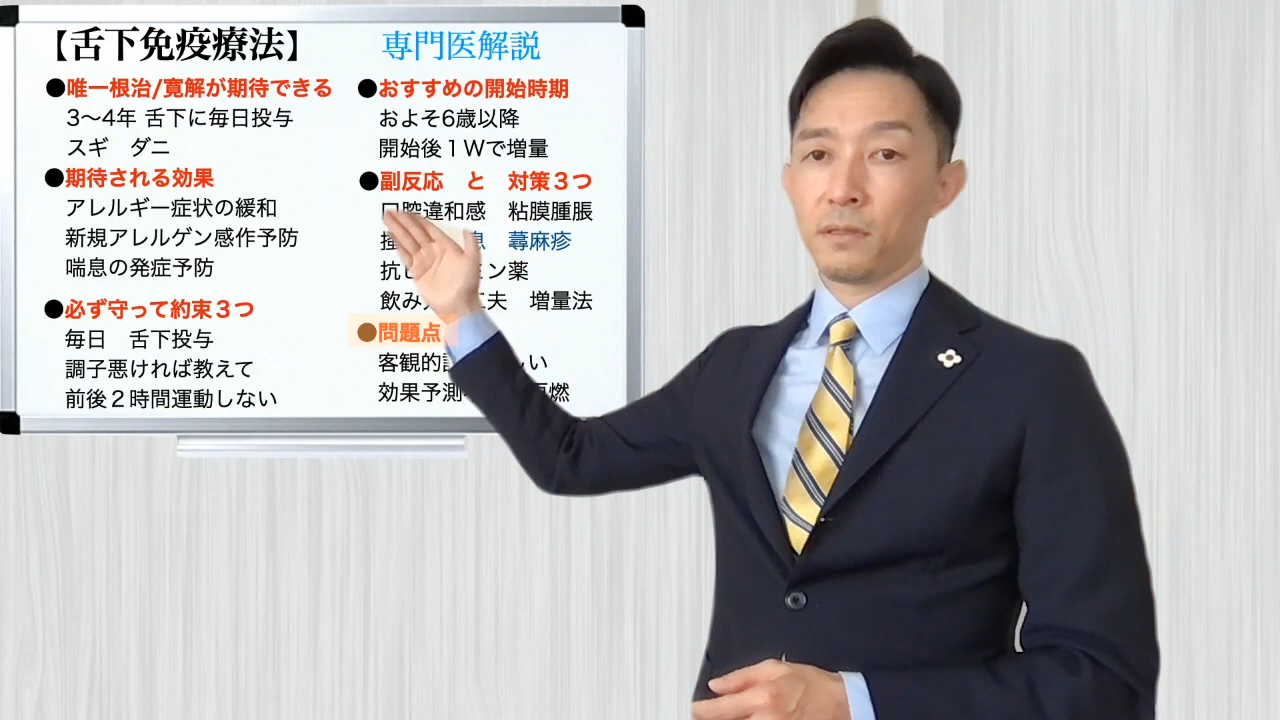 【舌下免疫療法】
専門医解説
●唯一根治/寛解が期待できる
3〜4年 舌下に毎日投与
スギ ダニ
●期待される効果
アレルギー症状の緩和
新規アレルゲン感作予防
喘息の発症予防
●必ず守って約束３つ
毎日 舌下投与
調子悪ければ教えて
前後２時間運動しない
●おすすめの開始時期
およそ6歳以降
開始後１Wで増量
●副反応 と 対策３つ
口腔違和感 粘膜腫脹
蕁麻疹
ン薬
飲み 工夫 増量法
●問題点
客観的 しい
効果予測 再燃